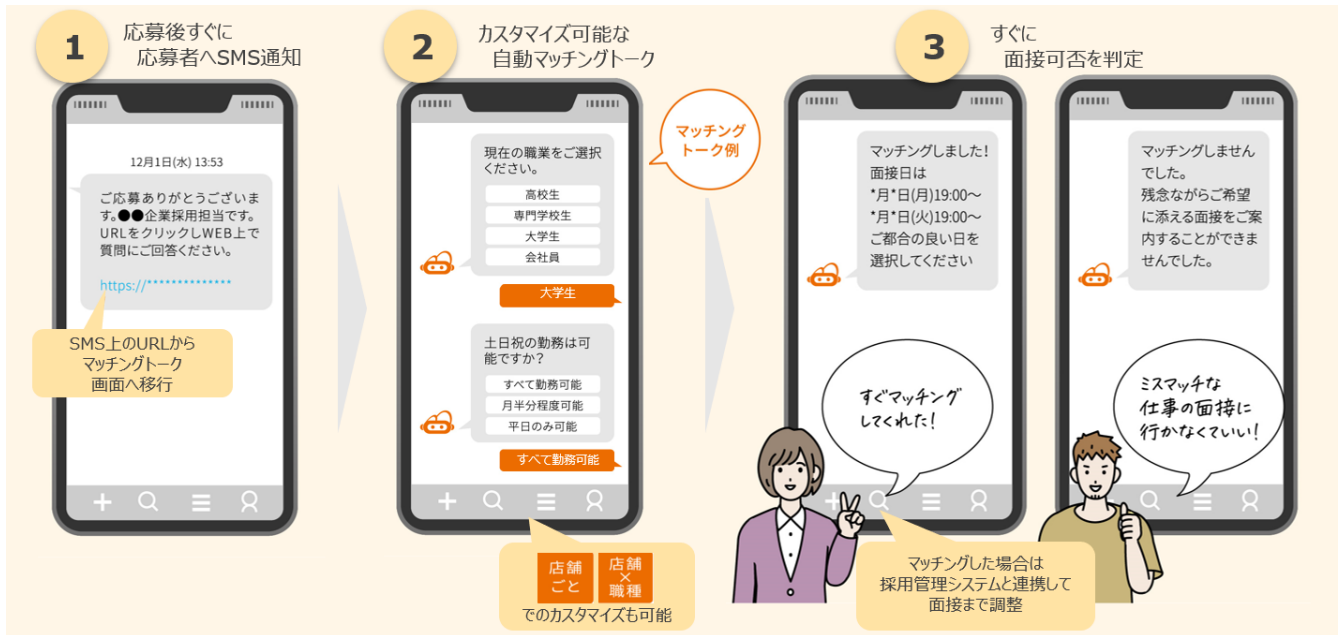 1
応募後すぐに
応募者へSMS通知
12月1日(水) 13:53
ご応募ありがとうございま
す。●●企業採用担当です。
URLをクリックしWEB上で
質問にご回答ください。
https://**************
SMS上のURLから
マッチングトーク
画面へ移行
2
カスタマイズ可能な
自動マッチングトーク
マッチング
トーク例
現在の職業をご選択
ください。
高校生
専門学校生
大学生
会社員
大学生
土日祝の勤務は可
能ですか?
すべて勤務可能
月半分程度可能
平日のみ可能
すべて勤務可能
店舗
ごと
店舗
×
職種
でのカスタマイズも可能
3
すぐに
面接可否を判定
マッチングしました!
面接日は
*月*日(月)19:00～
*月*日(火)19:00～
ご都合の良い日を
選択してください
すぐマッチング
してくれた!
マッチングしません
でした。
残念ながらご希望
に添える面接をご案
内することができま
せんでした。
ミスマッチな
仕事の面接に
行かなくていい!
マッチングした場合は
採用管理システムと連携して
面接まで調整